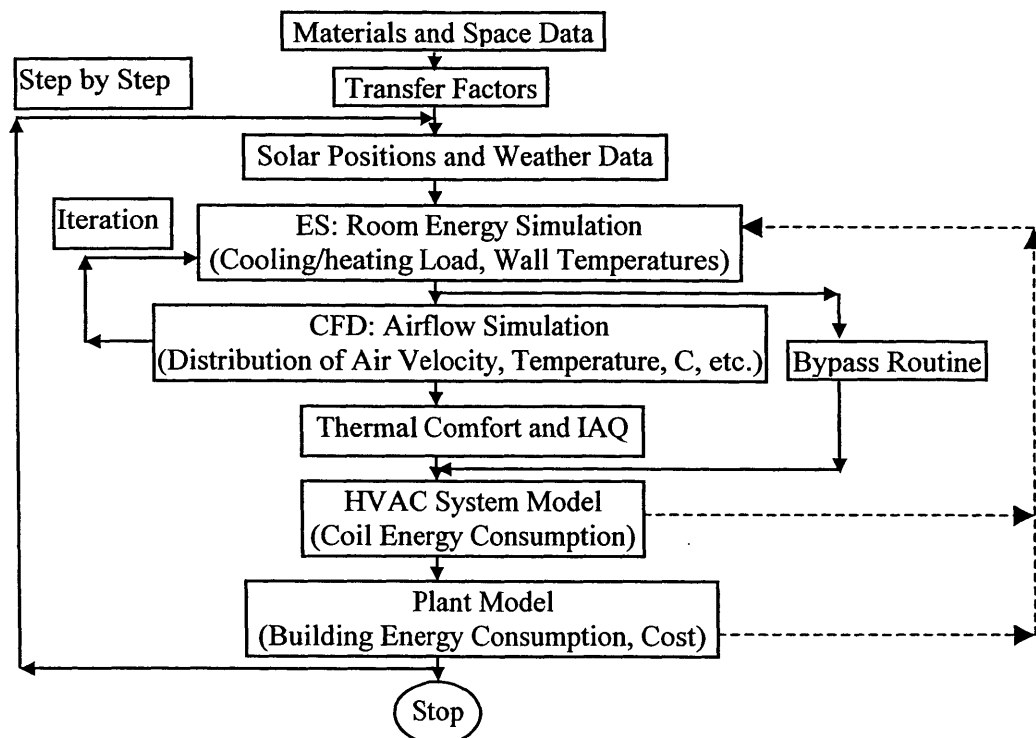 Materials and Space Data
Step by Step
Transfer Factors
Solar Positions and Weather Data
Iteration
ES: Room Energy Simulation
(Cooling/heating Load, Wall Temperatures)
CFD: Airflow Simulation
(Distribution of Air Velocity, Temperature, C, etc.)
Bypass Routine
Thermal Comfort and IAQ
HVAC System Model
(Coil Energy Consumption)
Plant Model
(Building Energy Consumption, Cost)
Stop